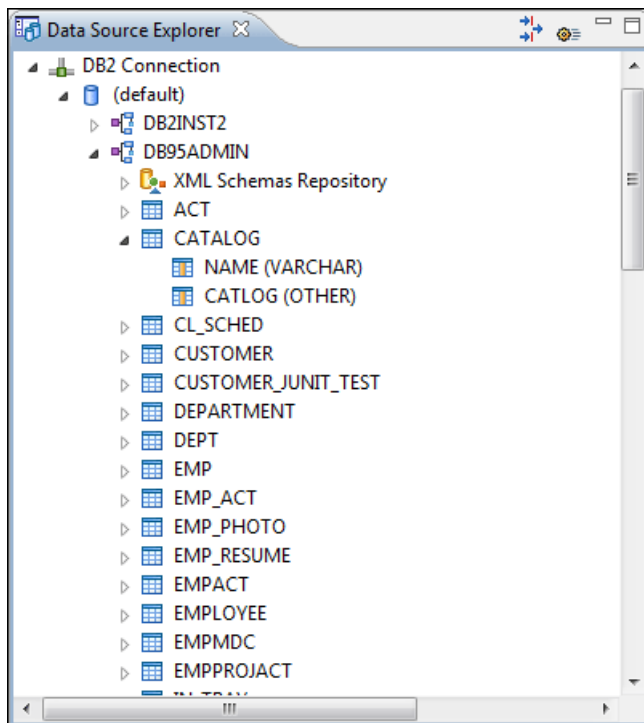 Data Source Explorer
DB2 Connection
(default)
DB2INST2
DB95ADMIN
XML Schemas Repository
ACT
CATALOG
NAME (VARCHAR)
CATLOG (OTHER)
CL_SCHED
CUSTOMER
CUSTOMER_JUNIT_TEST
DEPARTMENT
DEPT
EMP
EMP_ACT
EMP_PHOTO
EMP_RESUME
EMPACT
EMPLOYEE
EMPMDC
EMPPROJACT
IN_TRAY